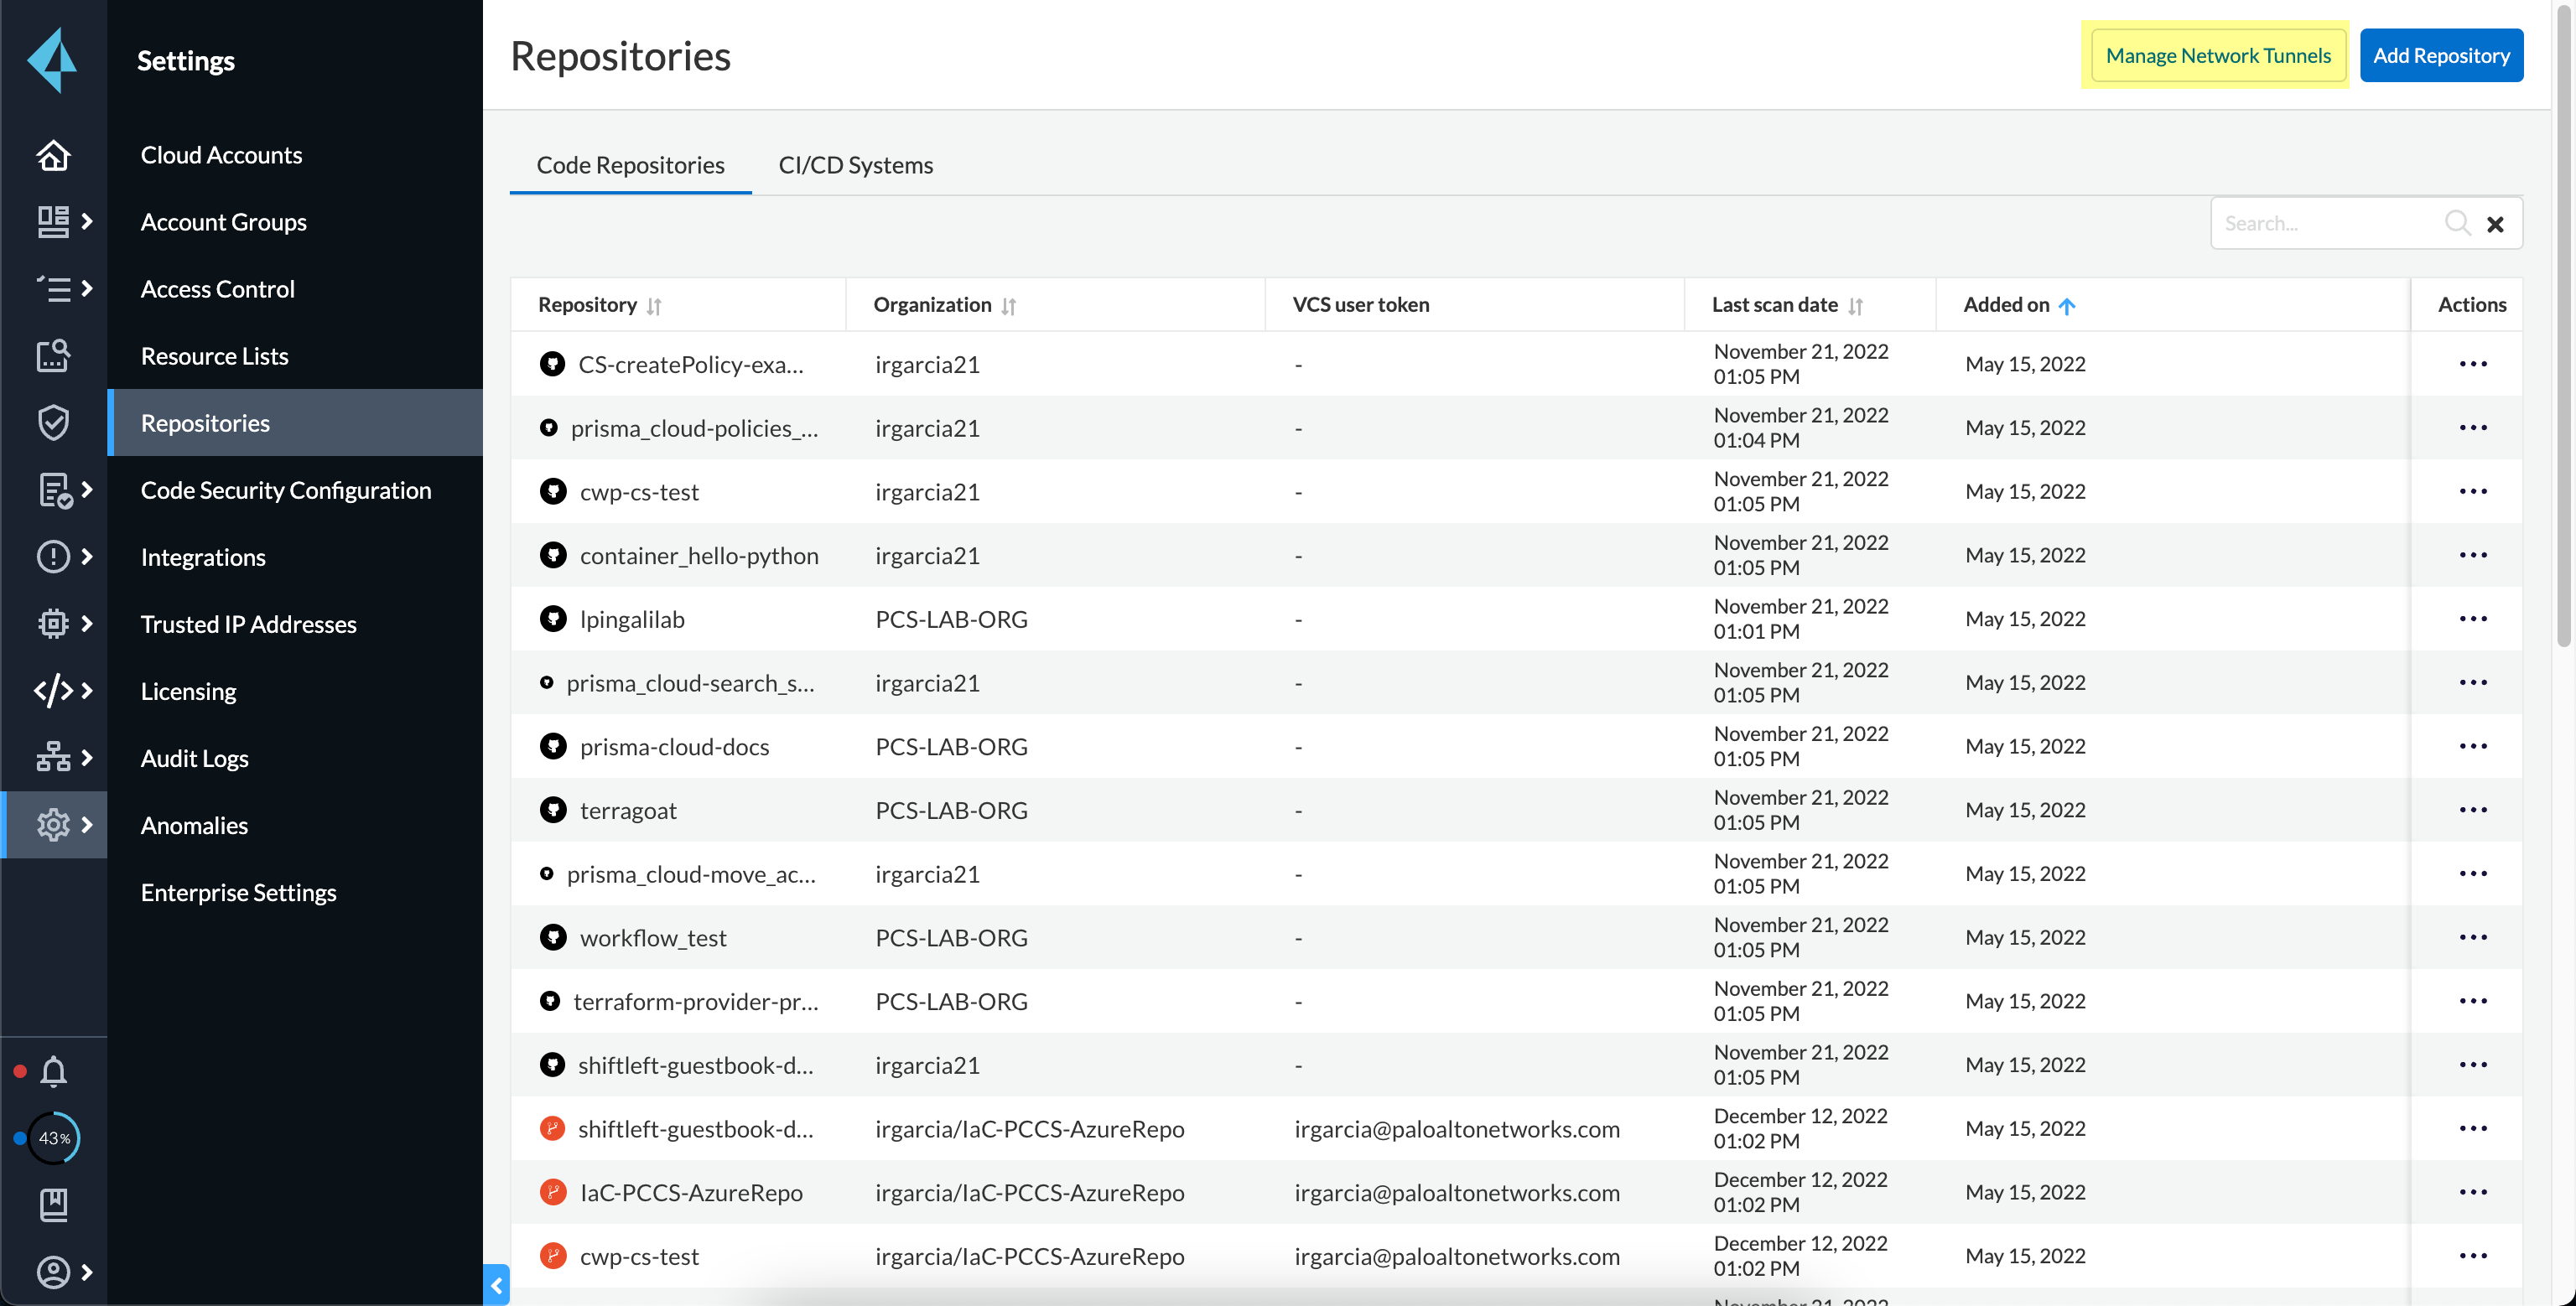 Settings
Cloud Accounts
Account Groups
Access Control
Resource Lists
Repositories
Code Security Configuration
Integrations
Trusted IP Addresses
Licensing
Audit Logs
Anomalies
Enterprise Settings
43%
Repositories
Manage Network Tunnels
Add Repository
Code Repositories
CI/CD Systems
Search...
Repository Organization VCS user token Last scan date Added on Actions
CS-createPolicy-exa... irgarcia21 - November 21, 2022 01:05 PM May 15, 2022
prisma_cloud-policies_... irgarcia21 - November 21, 2022 01:04 PM May 15, 2022
cwp-cs-test irgarcia21 - November 21, 2022 01:05 PM May 15, 2022
container_hello-python irgarcia21 - November 21, 2022 01:05 PM May 15, 2022
lpingalilab PCS-LAB-ORG - November 21, 2022 01:01 PM May 15, 2022
prisma_cloud-search_s... irgarcia21 - November 21, 2022 01:05 PM May 15, 2022
prisma-cloud-docs PCS-LAB-ORG - November 21, 2022 01:05 PM May 15, 2022
terragoat PCS-LAB-ORG - November 21, 2022 01:05 PM May 15, 2022
prisma_cloud-move_ac... irgarcia21 - November 21, 2022 01:05 PM May 15, 2022
workflow_test PCS-LAB-ORG - November 21, 2022 01:05 PM May 15, 2022
terraform-provider-pr... PCS-LAB-ORG - November 21, 2022 01:05 PM May 15, 2022
shiftleft-guestbook-d... irgarcia21 - November 21, 2022 01:05 PM May 15, 2022
shiftleft-guestbook-d... irgarcia/IaC-PCCS-AzureRepo irgarcia@paloaltonetworks.com December 12, 2022 01:02 PM May 15, 2022
IaC-PCCS-AzureRepo irgarcia/IaC-PCCS-AzureRepo irgarcia@paloaltonetworks.com December 12, 2022 01:02 PM May 15, 2022
cwp-cs-test irgarcia/IaC-PCCS-AzureRepo irgarcia@paloaltonetworks.com December 12, 2022 01:02 PM May 15, 2022